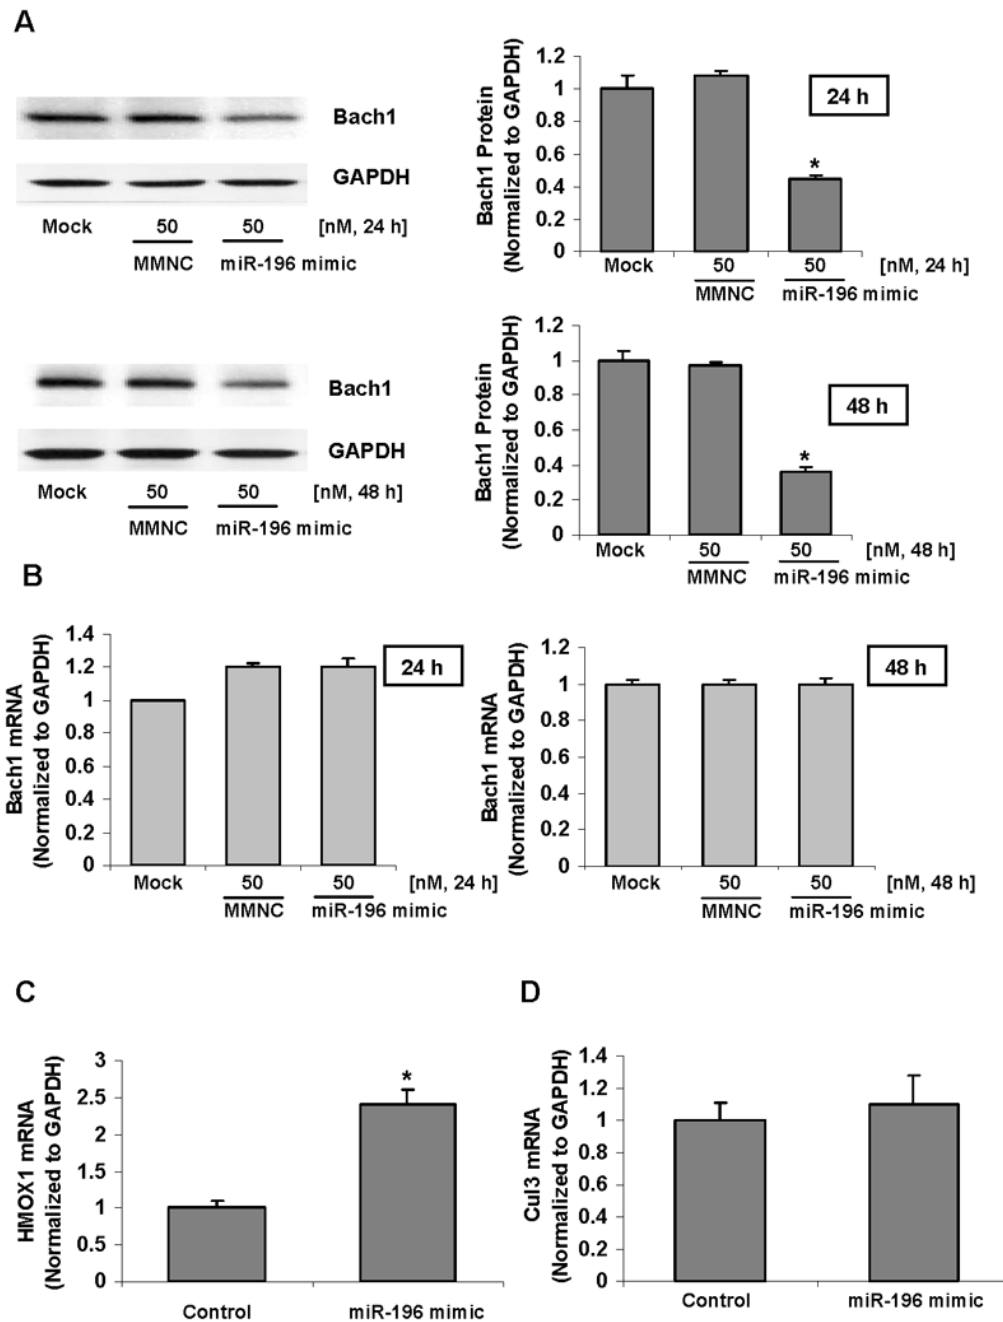 A
Bach1
GAPDH
Mock 50 50 [nM, 24 h]
MMNC miR-196 mimic
Bach1 Protein
(Normalized to GAPDH)
1.2
1
0.8
0.6
0.4
0.2
0
24 h
*
Mock 50 50 [nM, 24 h]
MMNC miR-196 mimic
Bach1
GAPDH
Mock 50 50 [nM, 48 h]
MMNC miR-196 mimic
Bach1 Protein
(Normalized to GAPDH)
1.2
1
0.8
0.6
0.4
0.2
0
48 h
*
Mock 50 50 [nM, 48 h]
MMNC miR-196 mimic
B
Bach1 mRNA
(Normalized to GAPDH)
1.4
1.2
1
0.8
0.6
0.4
0.2
0
24 h
Mock 50 50 [nM, 24 h]
MMNC miR-196 mimic
Bach1 mRNA
(Normalized to GAPDH)
1.2
1
0.8
0.6
0.4
0.2
0
48 h
Mock 50 50 [nM, 48 h]
MMNC miR-196 mimic
C
HMOX1 mRNA
(Normalized to GAPDH)
3
2.5
2
1.5
1
0.5
0
*
Control miR-196 mimic
D
Cul3 mRNA
(Normalized to GAPDH)
1.4
1.2
1
0.8
0.6
0.4
0.2
0
Control miR-196 mimic